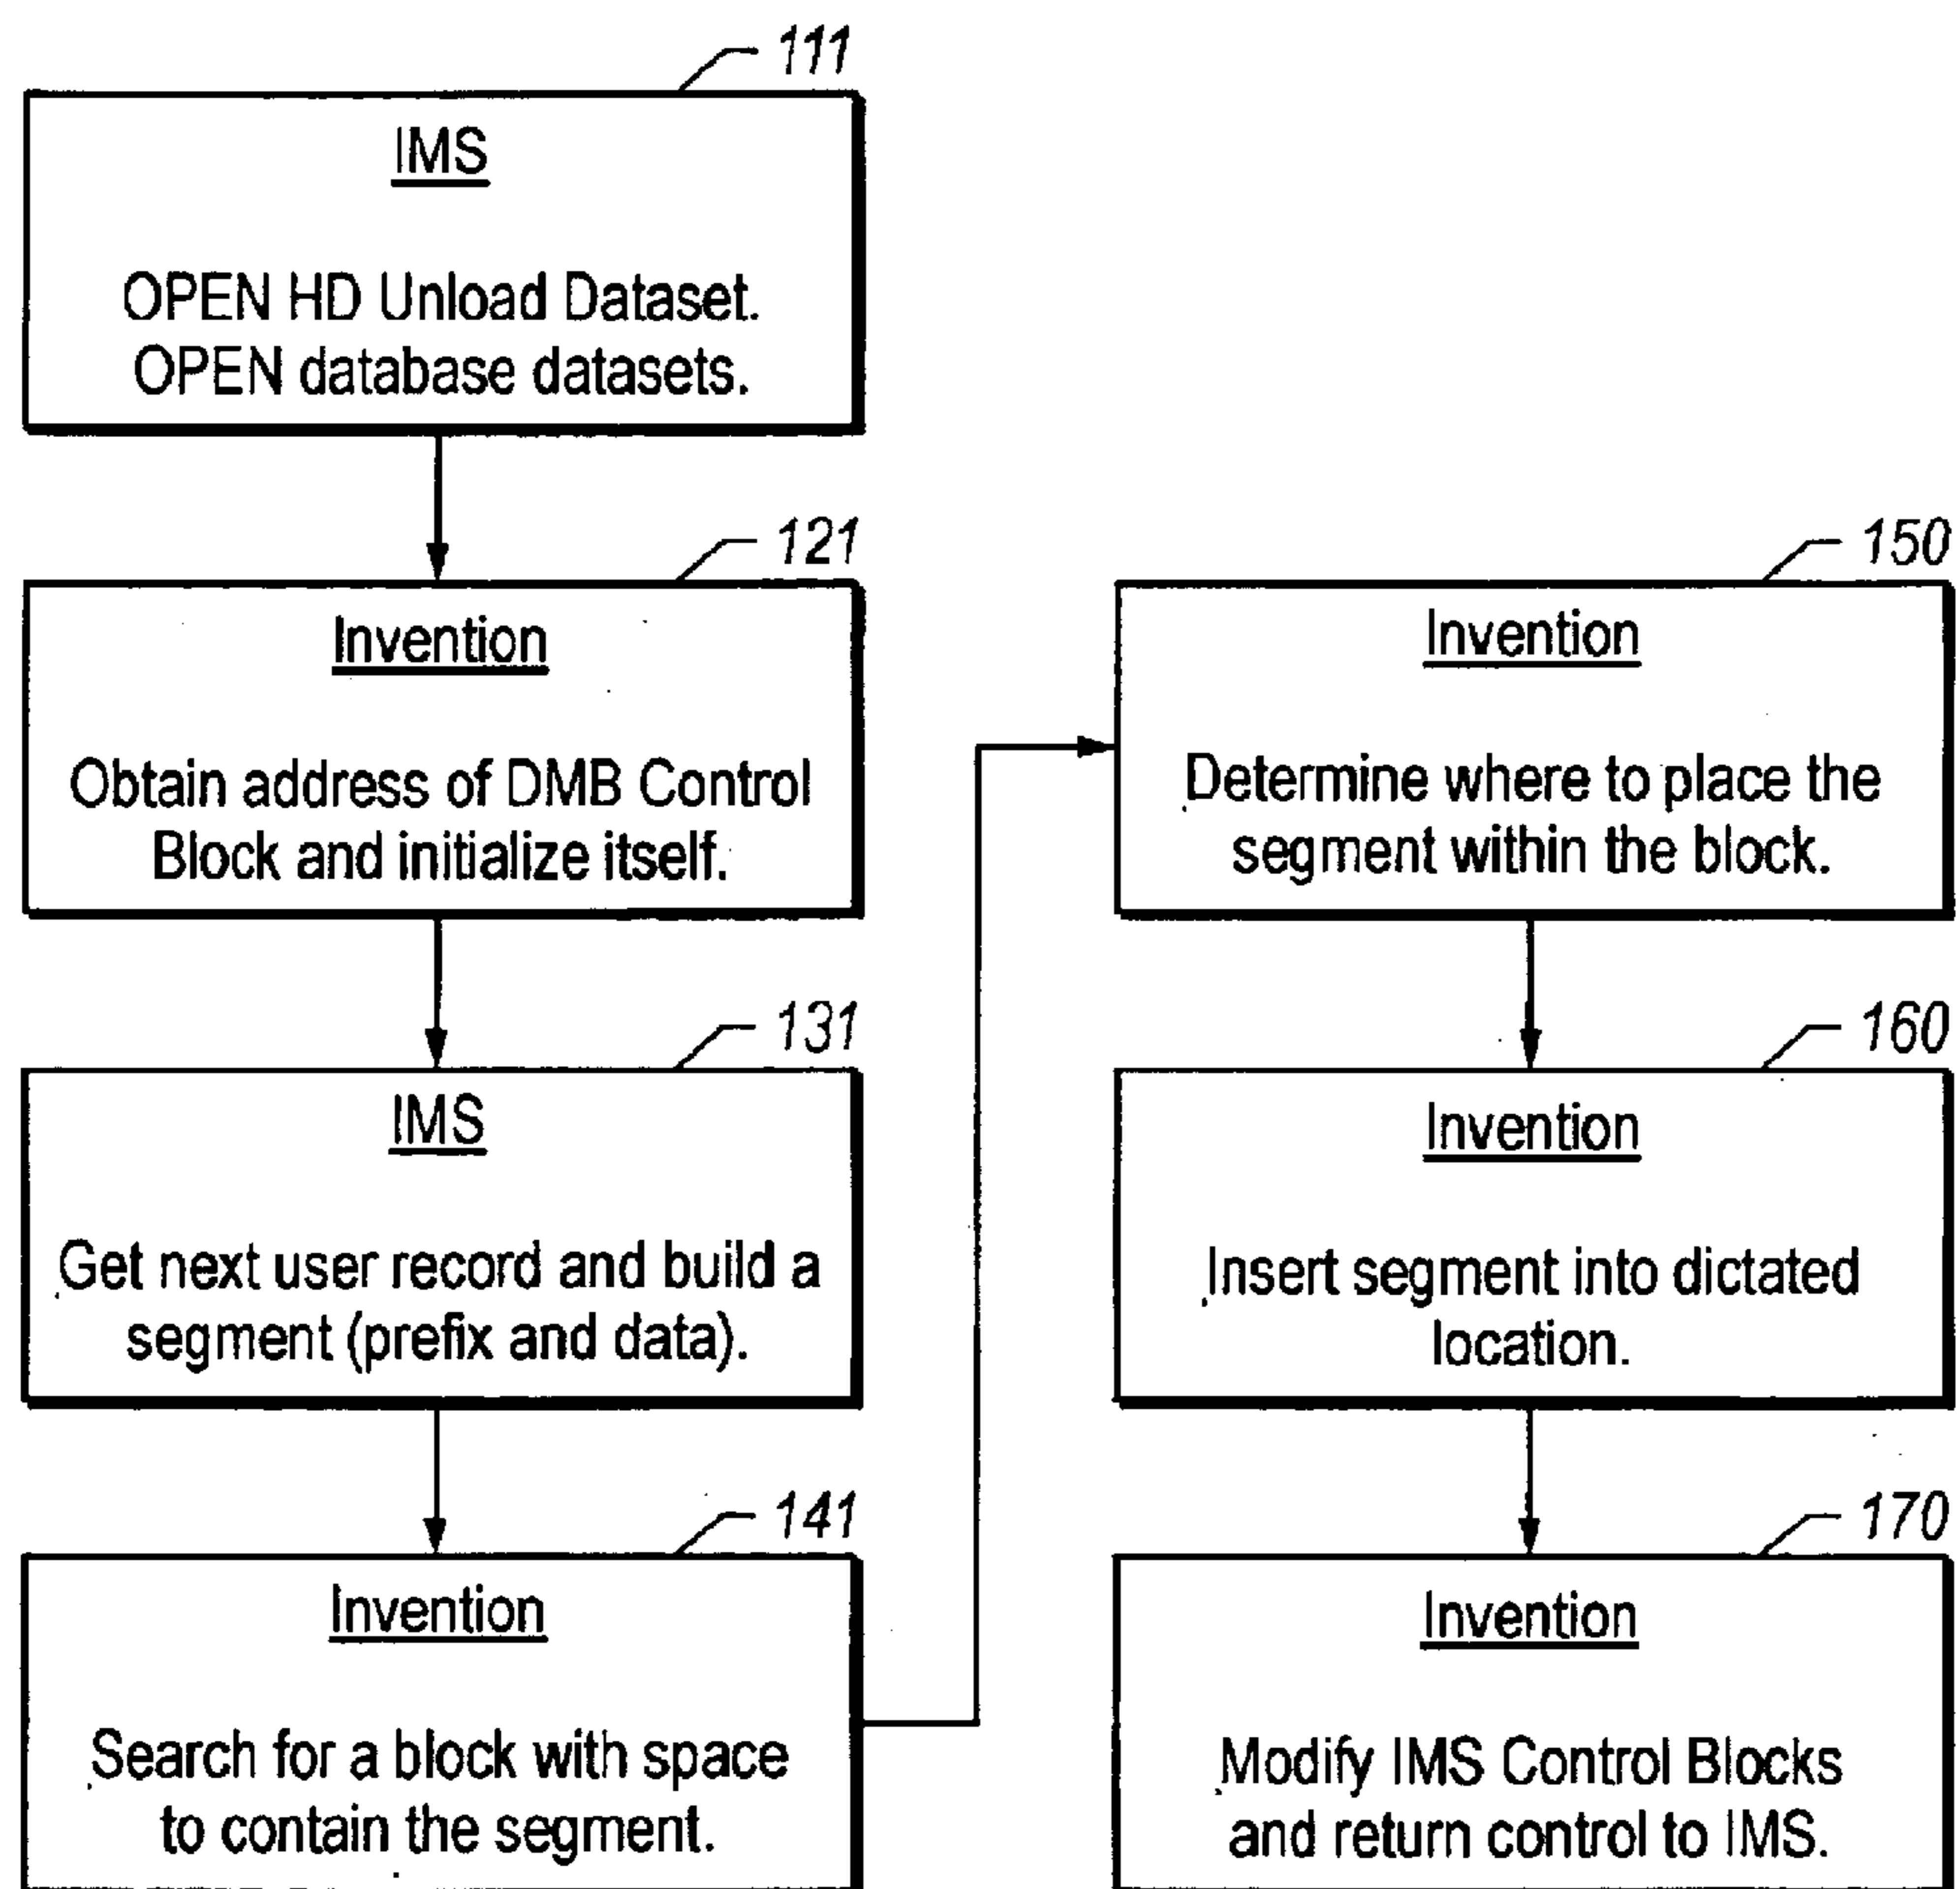 111
IMS
OPEN HD Unload Dataset.
OPEN database datasets.
121
Invention
Obtain address of DMB Control
Block and initialize itself.
131
IMS
Get next user record and build a
segment (prefix and data).
141
Invention
Search for a block with space
to contain the segment.
150
Invention
Determine where to place the
segment within the block.
160
Invention
Insert segment into dictated
location.
170
Invention
Modify IMS Control Blocks
and return control to IMS.